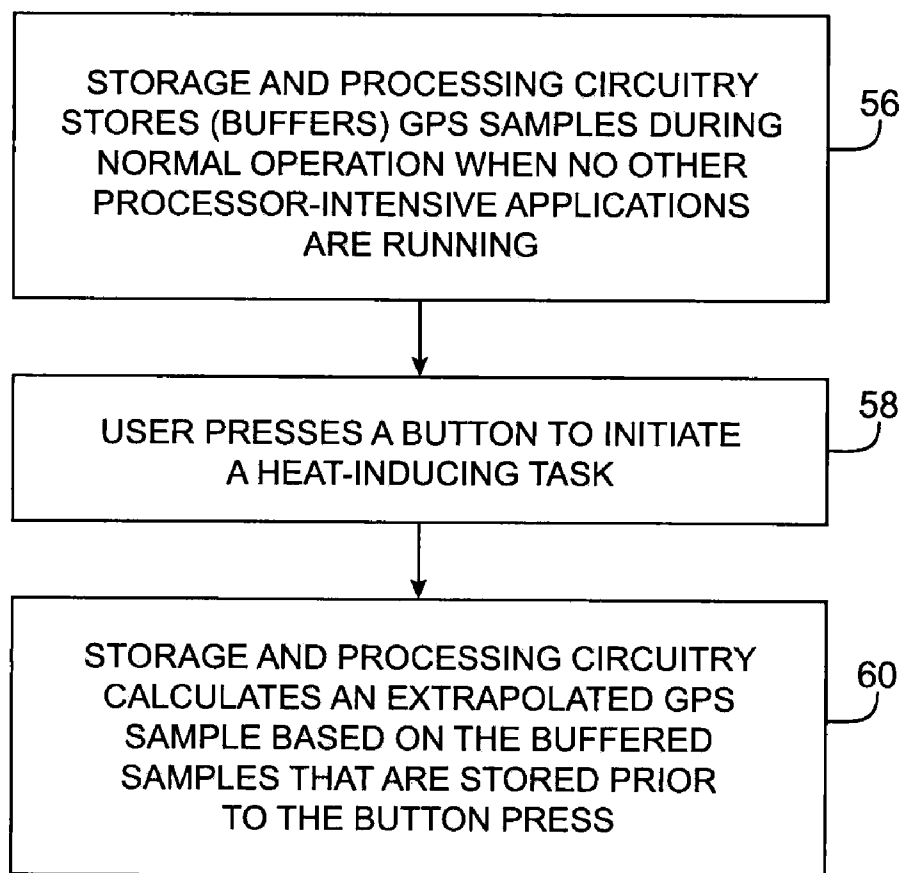 STORAGE AND PROCESSING CIRCUITRY
STORES (BUFFERS) GPS SAMPLES DURING
NORMAL OPERATION WHEN NO OTHER
PROCESSOR-INTENSIVE APPLICATIONS
ARE RUNNING
56
USER PRESSES A BUTTON TO INITIATE
A HEAT-INDUCING TASK
58
STORAGE AND PROCESSING CIRCUITRY
CALCULATES AN EXTRAPOLATED GPS
SAMPLE BASED ON THE BUFFERED
SAMPLES THAT ARE STORED PRIOR
TO THE BUTTON PRESS
60